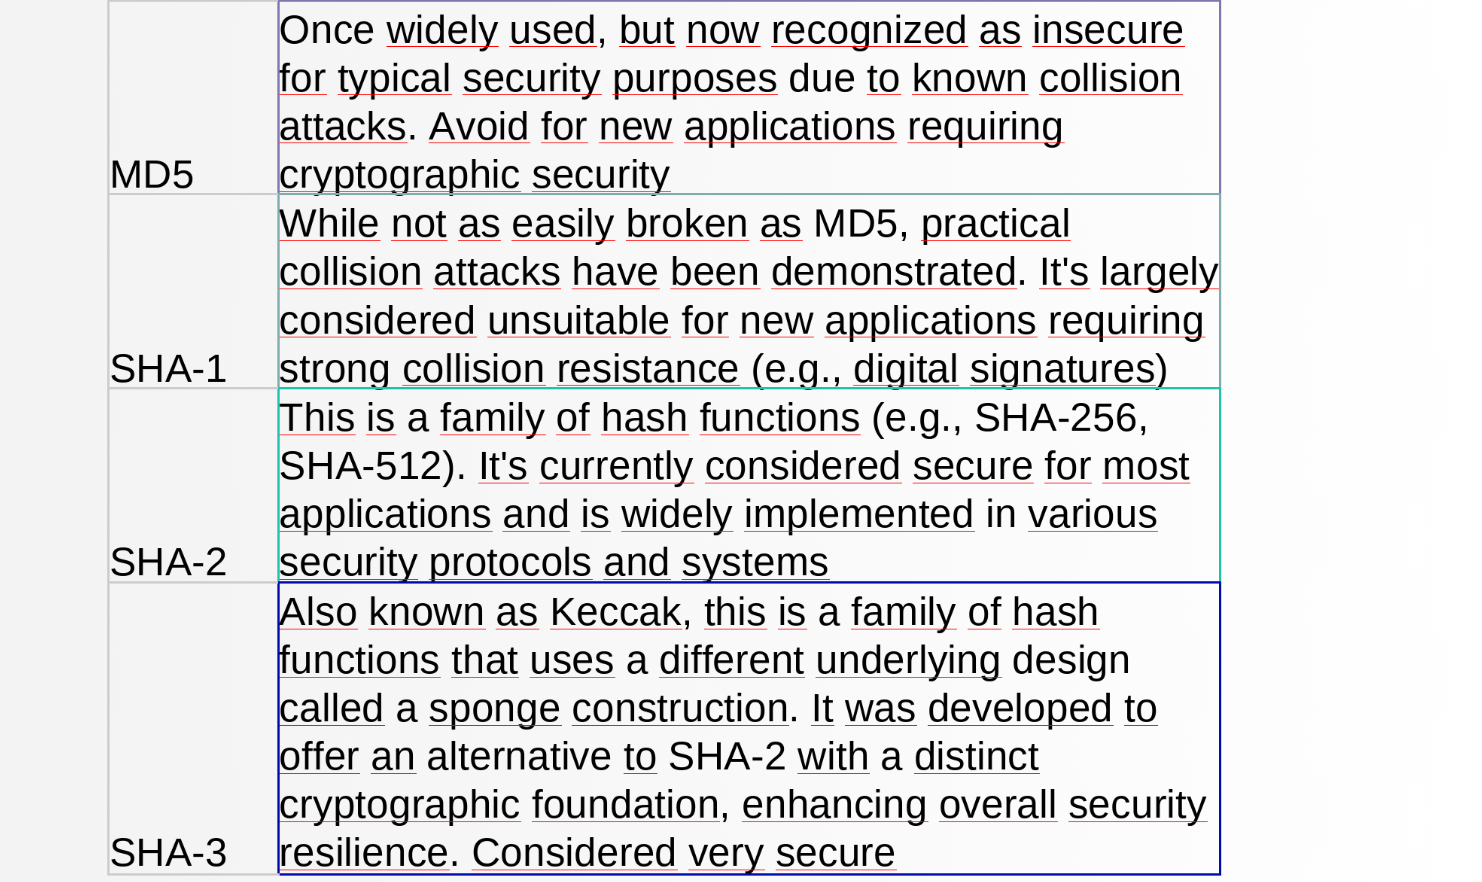 Once widely used, but now recognized as insecure
for typical security purposes due to known collision
attacks. Avoid for new applications requiring
MD5 cryptographic security
While not as easily broken as MD5, practical
collision attacks have been demonstrated. It's largely
considered unsuitable for new applications requiring
SHA-1 strong collision resistance (e.g., digital signatures)
This is a family of hash functions (e.g., SHA-256,
SHA-512). It's currently considered secure for most
applications and is widely implemented in various
SHA-2 security protocols and systems
Also known as Keccak, this is a family of hash
functions that uses a different underlying design
called a sponge construction. It was developed to
offer an alternative to SHA-2 with a distinct
cryptographic foundation, enhancing overall security
SHA-3 resilience. Considered very secure